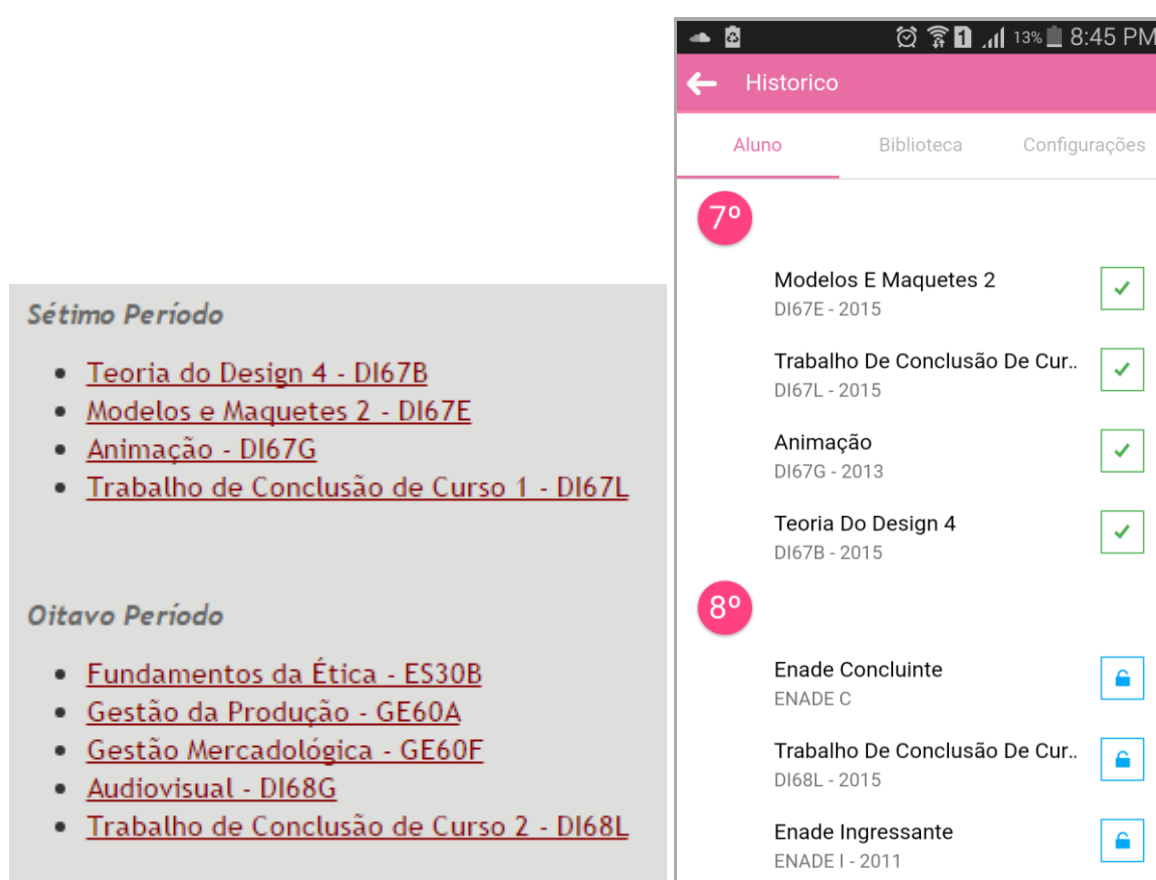 Sétimo Período
Teoria do Design 4 - DI67B
Modelos e Maquetes 2 - DI67E
Animação - DI67G
Trabalho de Conclusão de Curso 1 - DI67L
Oitavo Período
Fundamentos da Ética - ES30B
Gestão da Produção - GE60A
Gestão Mercadológica - GE60F
Audiovisual - DI68G
Trabalho de Conclusão de Curso 2 - DI68L
1 13% 8:45 PM
Historico
Aluno Biblioteca Configurações
7º
Modelos E Maquetes 2
DI67E - 2015
Trabalho De Conclusão De Cur..
DI67L - 2015
Animação
DI67G - 2013
Teoria Do Design 4
DI67B - 2015
8º
Enade Concluinte
ENADE C
Trabalho De Conclusão De Cur..
DI68L - 2015
Enade Ingressante
ENADE I - 2011